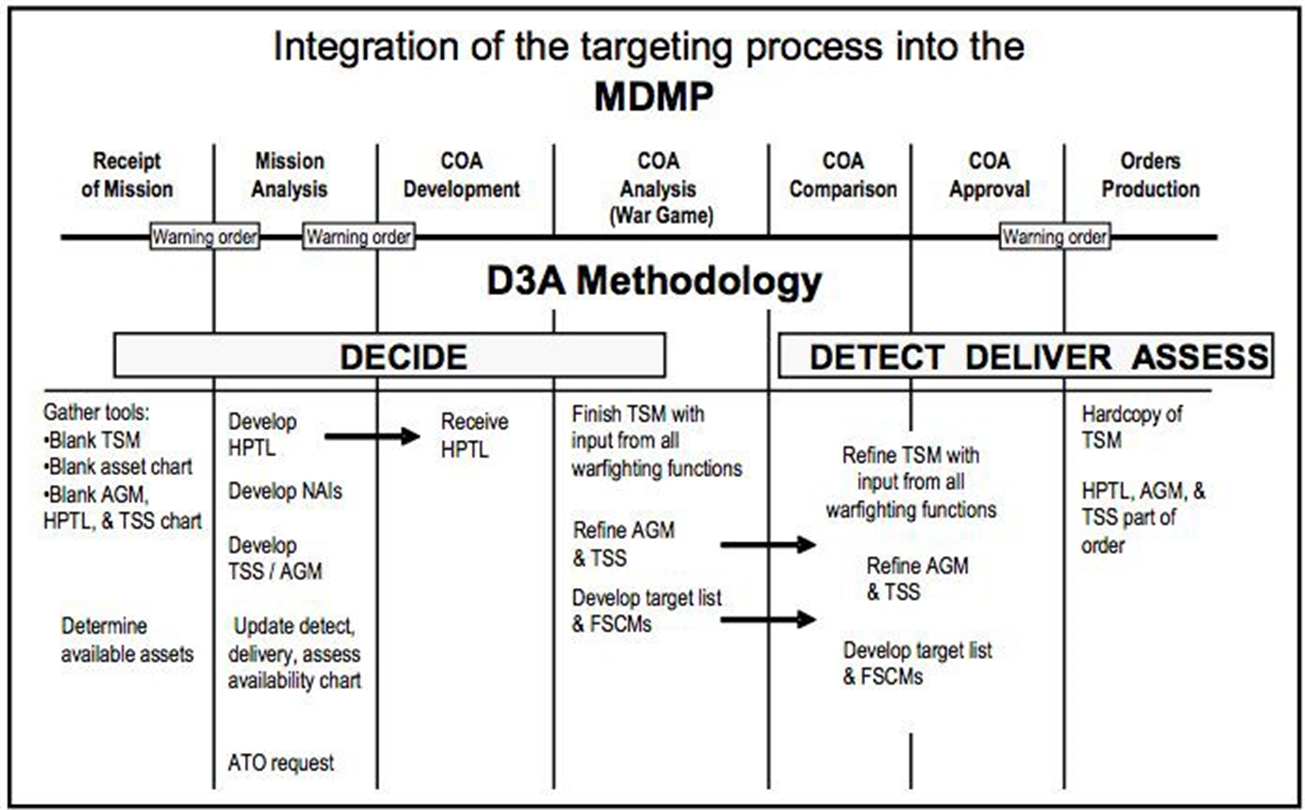 Integration of the targeting process into the
MDMP
Receipt
of Mission
Mission
Analysis
COA
Development
COA
Analysis
(War Game)
COA
Comparison
COA
Approval
Orders
Production
Warning order
Warning order
Warning order
D3A Methodology
DECIDE
DETECT DELIVER ASSESS
Gather tools:
•Blank TSM
•Blank asset chart
•Blank AGM,
HPTL, & TSS chart
Determine
available assets
Develop
HPTL
Develop NAIs
Develop
TSS / AGM
Update detect,
delivery, assess
availability chart
ATO request
Receive
HPTL
Finish TSM with
input from all
warfighting functions
Refine AGM
& TSS
Develop target list
& FSCMs
Refine TSM with
input from all
warfighting functions
Refine AGM
& TSS
Develop target list
& FSCMs
Hardcopy of
TSM
HPTL, AGM, &
TSS part of
order